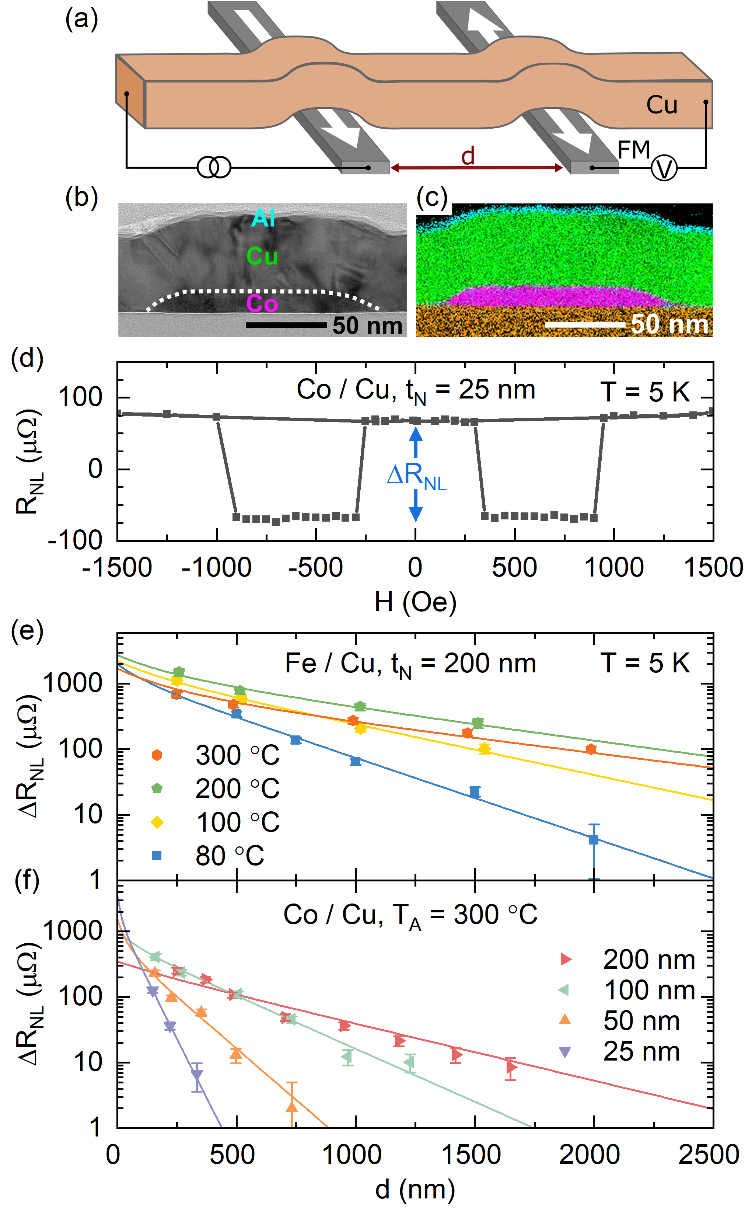 (a)
Cu
FM
d
V
(b)
Al
Cu
Co
50 nm
(c)
50 nm
(d)
Co / Cu, t_N = 25 nm
T = 5 K
100
0
-100
R_NL (μΩ)
ΔR_NL
-1500
-1000
-500
0
500
1000
1500
H (Oe)
(e)
Fe / Cu, t_N = 200 nm
T = 5 K
1000
100
10
1
ΔR_NL (μΩ)
300 °C
200 °C
100 °C
80 °C
(f)
Co / Cu, T_A = 300 °C
1000
100
10
1
ΔR_NL (μΩ)
200 nm
100 nm
50 nm
25 nm
0
500
1000
1500
2000
2500
d (nm)